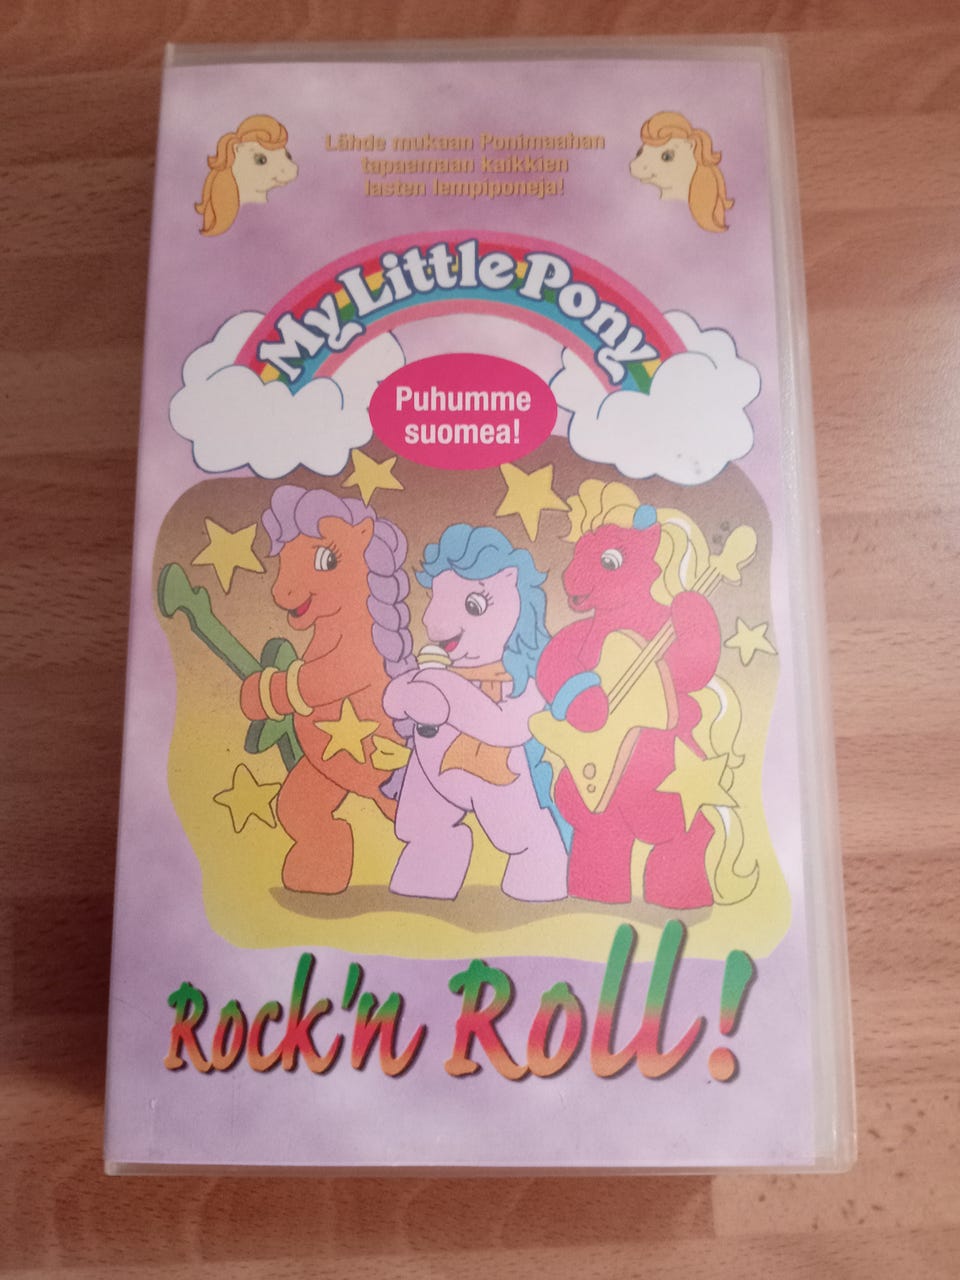 Lähde mukaan Ponimaahan
tapaamaan kaikkien
lasten lempiponeja!
My Little Pony
Puhumme
suomea!
Rock'n Roll!